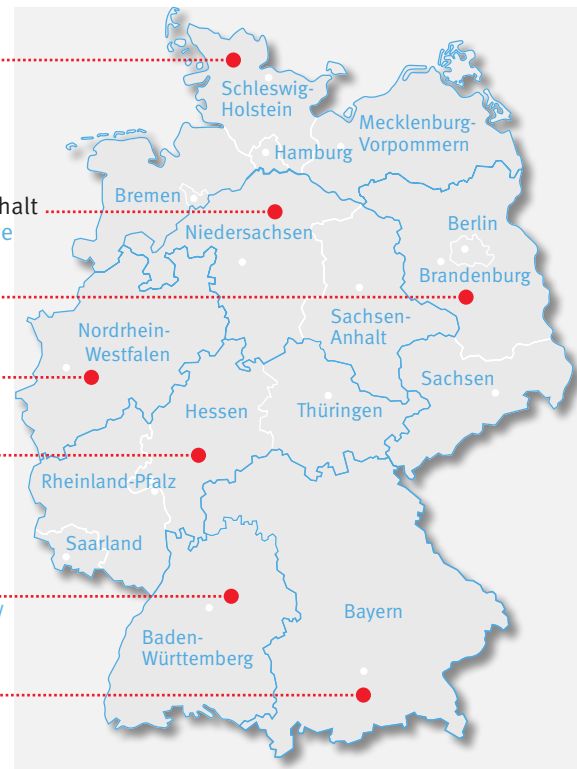 Schleswig-
Holstein
Mecklenburg-
Vorpommern
Hamburg
Bremen
halt
e
Niedersachsen
Berlin
Brandenburg
Sachsen-
Anhalt
Nordrhein-
Westfalen
Sachsen
Hessen
Thüringen
Rheinland-Pfalz
Saarland
/
Bayern
Baden-
Württemberg